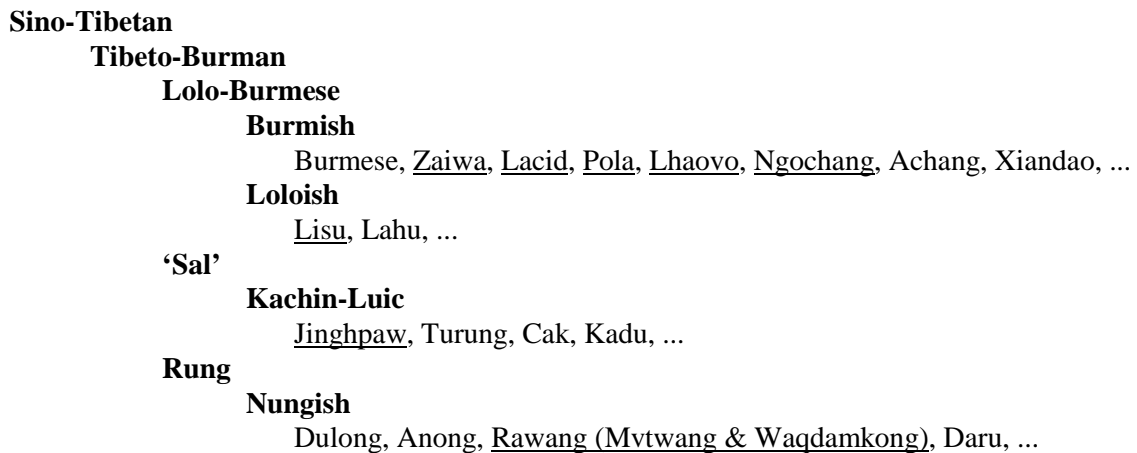 Sino-Tibetan
Tibeto-Burman
Lolo-Burmese
Burmish
Burmese, Zaiwa, Lacid, Pola, Lhaovo, Ngochang, Achang, Xiandao, ...
Loloish
Lisu, Lahu, ...
‘Sal’
Kachin-Luic
Jinghpaw, Turung, Cak, Kadu, ...
Rung
Nungish
Dulong, Anong, Rawang (Mvtwang & Waqdamkong), Daru, ...